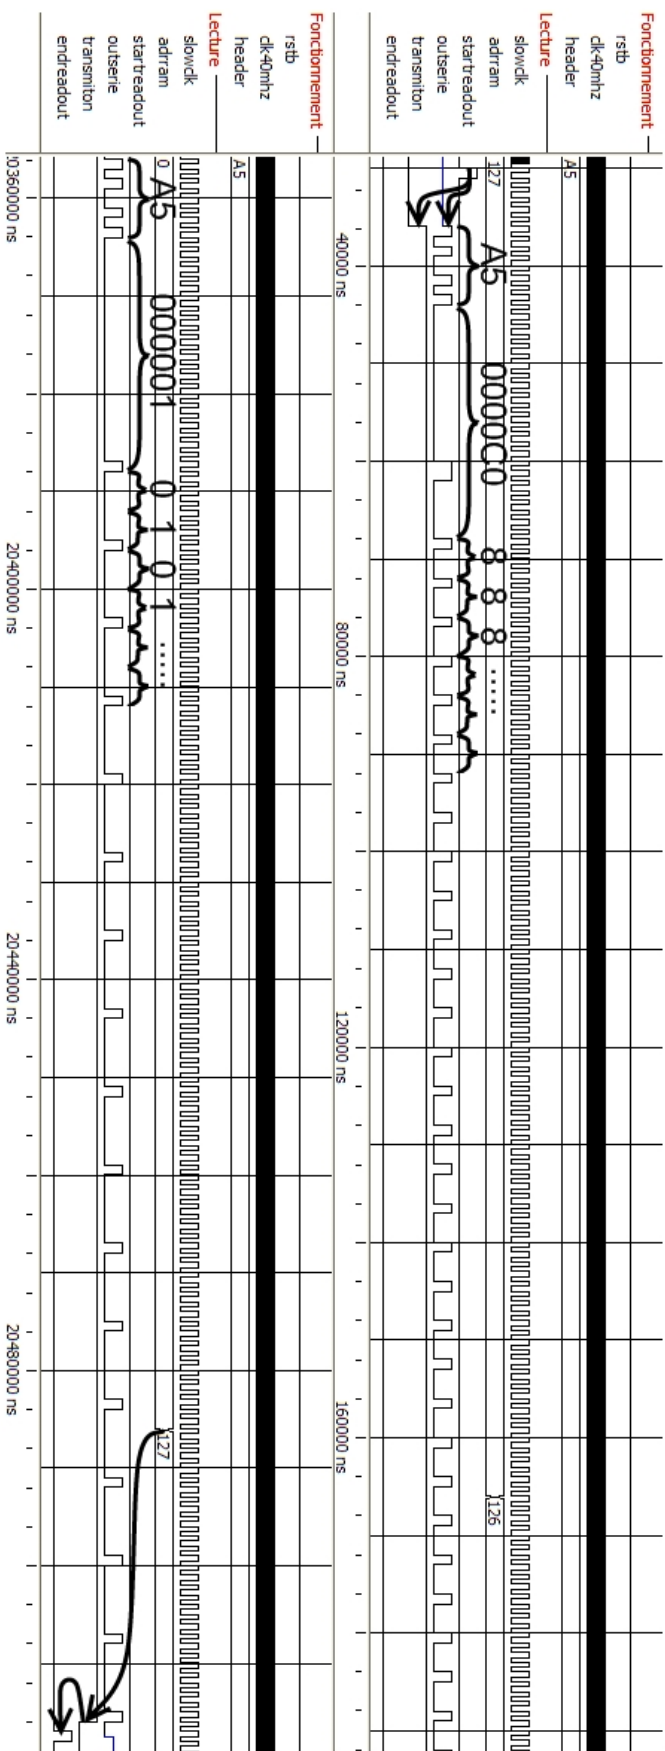 Fonctionnement
rstb
clk40mhz
header A5
Lecture
slowclk
adrram 127 A5 0000C0 8 8 8 ..... 126
startreadout
outserie
transmiton
endreadout
40000 ns 80000 ns 120000 ns 160000 ns
Fonctionnement
rstb
clk40mhz
header A5
Lecture
slowclk
adrram 0 A5 000001 0 1 0 1 ..... 127
startreadout
outserie
transmiton
endreadout
0360000 ns 20400000 ns 20440000 ns 20480000 ns